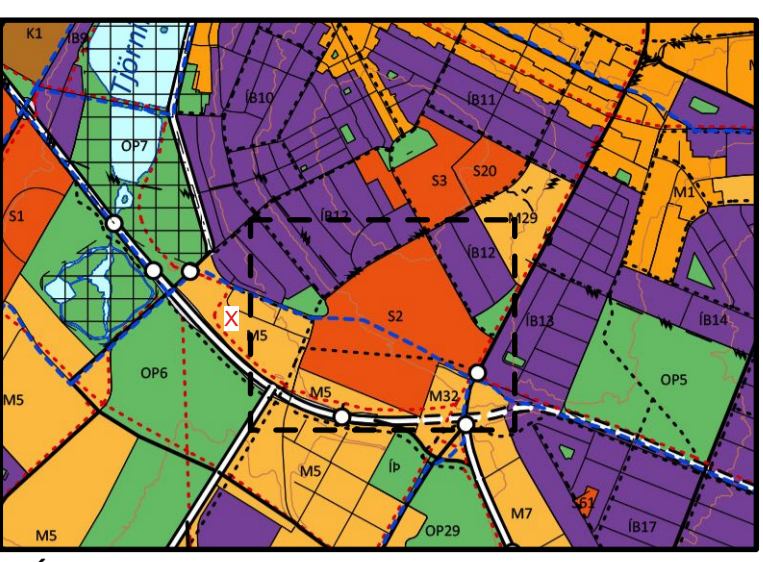 K1
ÍB9
Tjörnin
ÍB10
ÍB11
OP7
S3
S20
M1
S1
ÍB12
M29
ÍB12
X
M5
S2
ÍB13
ÍB14
OP6
M5
M5
M32
OP5
M5
ÍÞ
S61
M7
ÍB17
OP29
M5